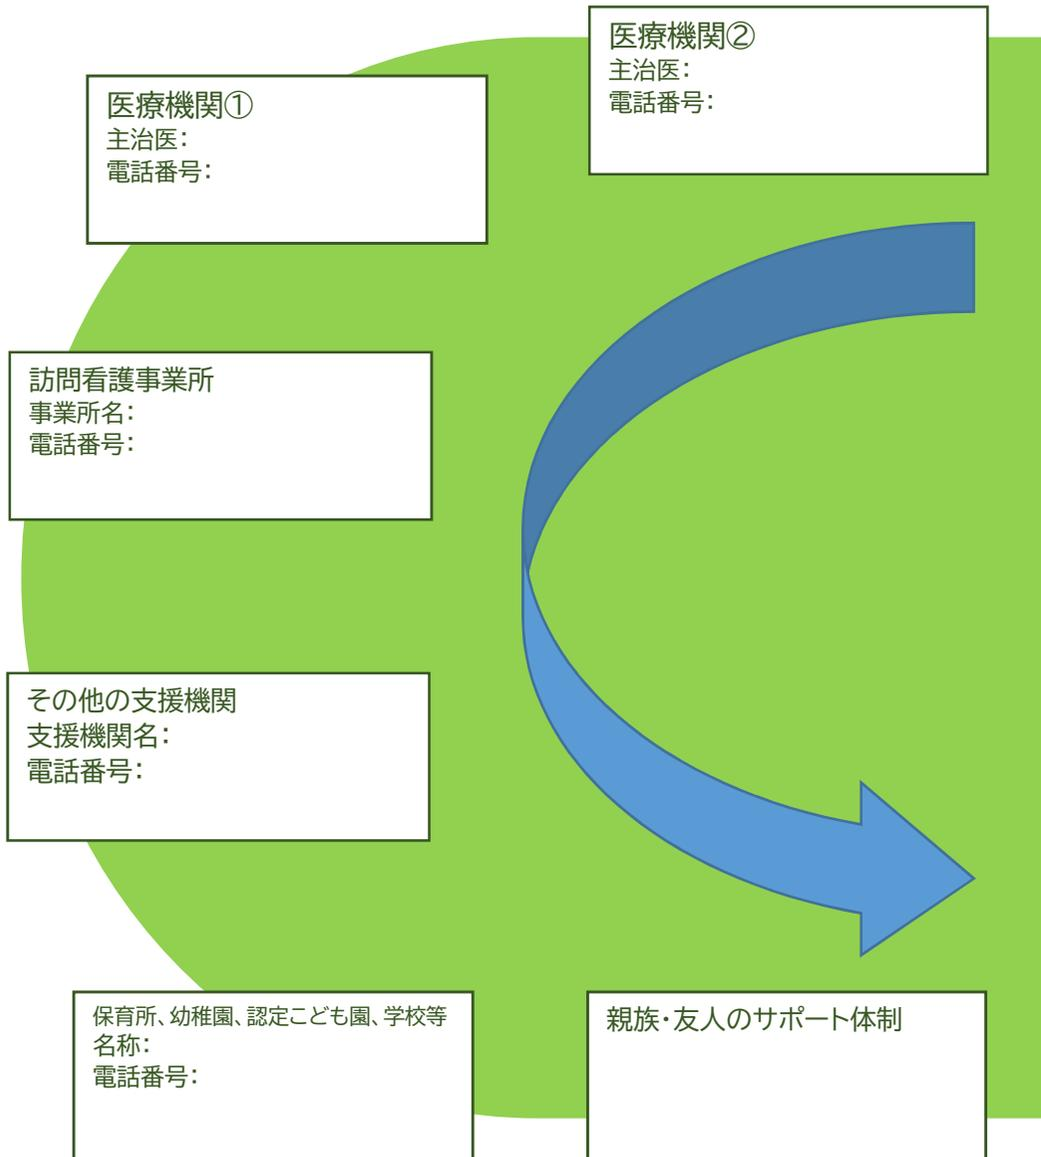 医療機関②
主治医：
電話番号：
医療機関①
主治医：
電話番号：
訪問看護事業所
事業所名：
電話番号：
その他の支援機関
支援機関名：
電話番号：
保育所、幼稚園、認定こども園、学校等
名称：
電話番号：
親族・友人のサポート体制